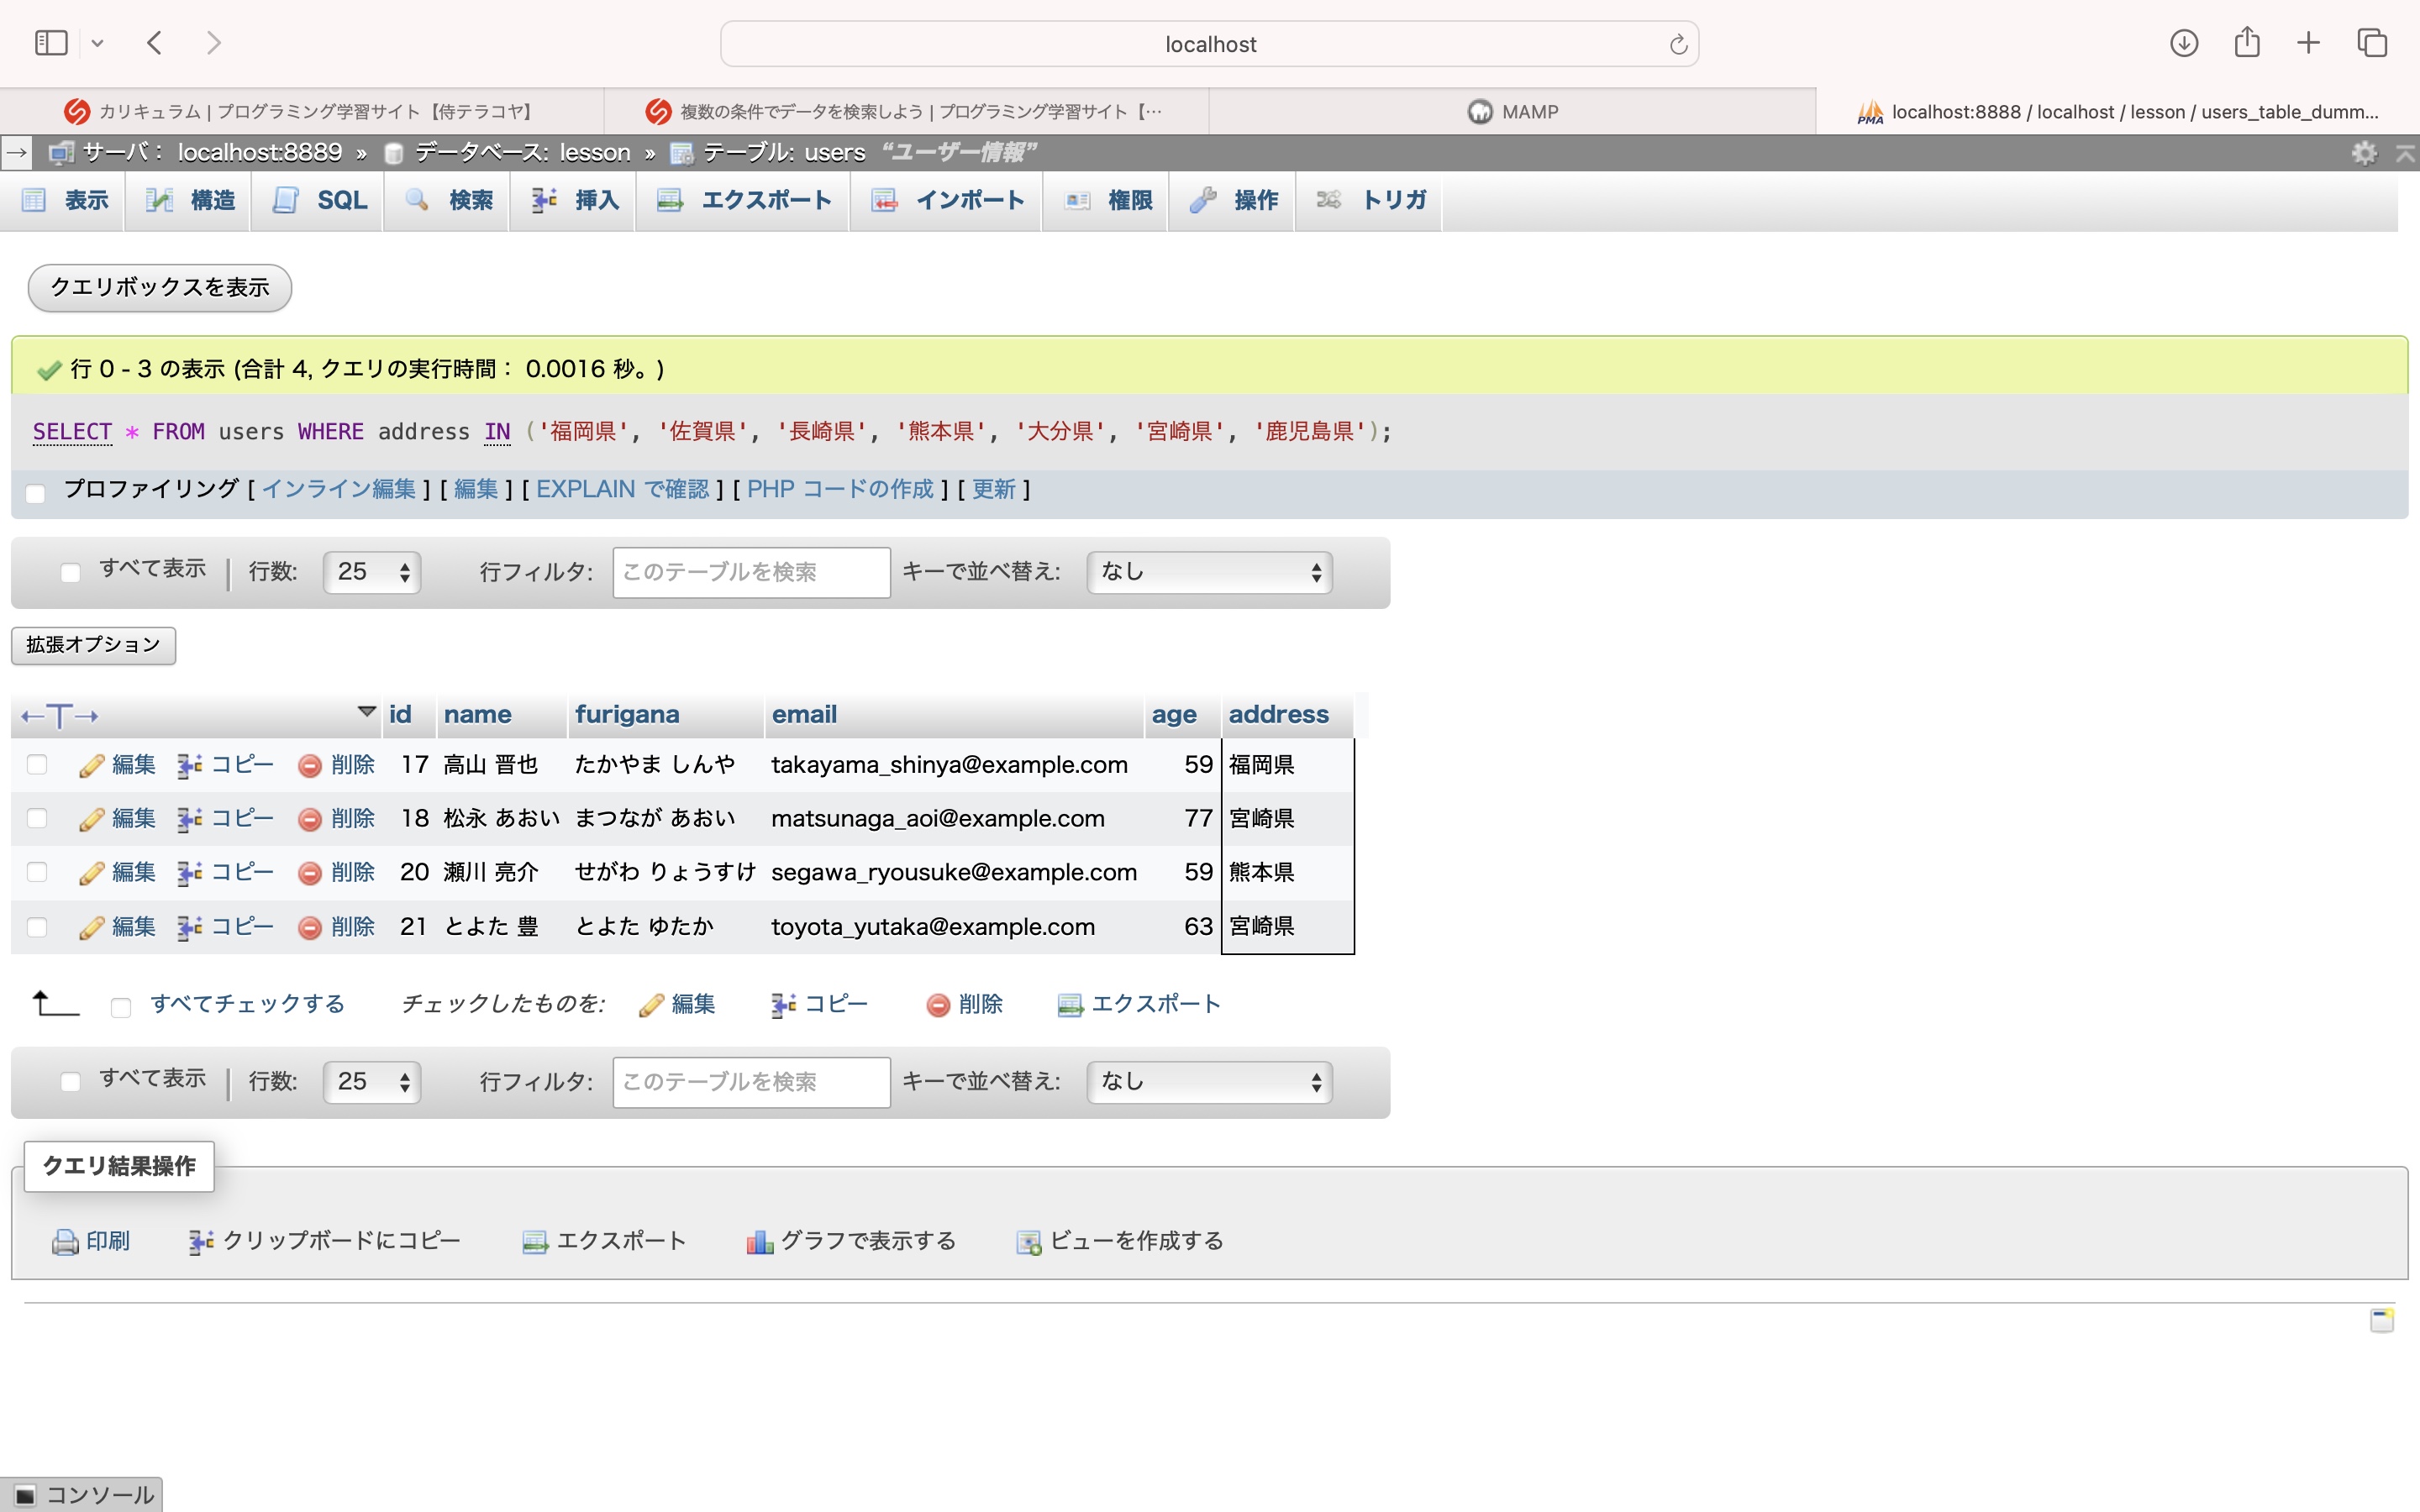 localhost
カリキュラム | プログラミング学習サイト【侍テラコヤ】
複数の条件でデータを検索しよう | プログラミング学習サイト【…
MAMP
localhost:8888 / localhost / lesson / users_table_dumm...
サーバ： localhost:8889 » データベース: lesson » テーブル: users “ユーザー情報”
表示 構造 SQL 検索 挿入 エクスポート インポート 権限 操作 トリガ
クエリボックスを表示
行 0 - 3 の表示 (合計 4, クエリの実行時間： 0.0016 秒。)
SELECT * FROM users WHERE address IN ('福岡県', '佐賀県', '長崎県', '熊本県', '大分県', '宮崎県', '鹿児島県');
プロファイリング [ インライン編集 ] [ 編集 ] [ EXPLAIN で確認 ] [ PHP コードの作成 ] [ 更新 ]
すべて表示 | 行数: 25 行フィルタ: このテーブルを検索 キーで並べ替え: なし
拡張オプション
←T→ id name furigana email age address
編集 コピー 削除 17 高山 晋也 たかやま しんや takayama_shinya@example.com 59 福岡県
編集 コピー 削除 18 松永 あおい まつなが あおい matsunaga_aoi@example.com 77 宮崎県
編集 コピー 削除 20 瀬川 亮介 せがわ りょうすけ segawa_ryousuke@example.com 59 熊本県
編集 コピー 削除 21 とよた 豊 とよた ゆたか toyota_yutaka@example.com 63 宮崎県
すべてチェックする チェックしたものを: 編集 コピー 削除 エクスポート
すべて表示 | 行数: 25 行フィルタ: このテーブルを検索 キーで並べ替え: なし
クエリ結果操作
印刷 クリップボードにコピー エクスポート グラフで表示する ビューを作成する
コンソール